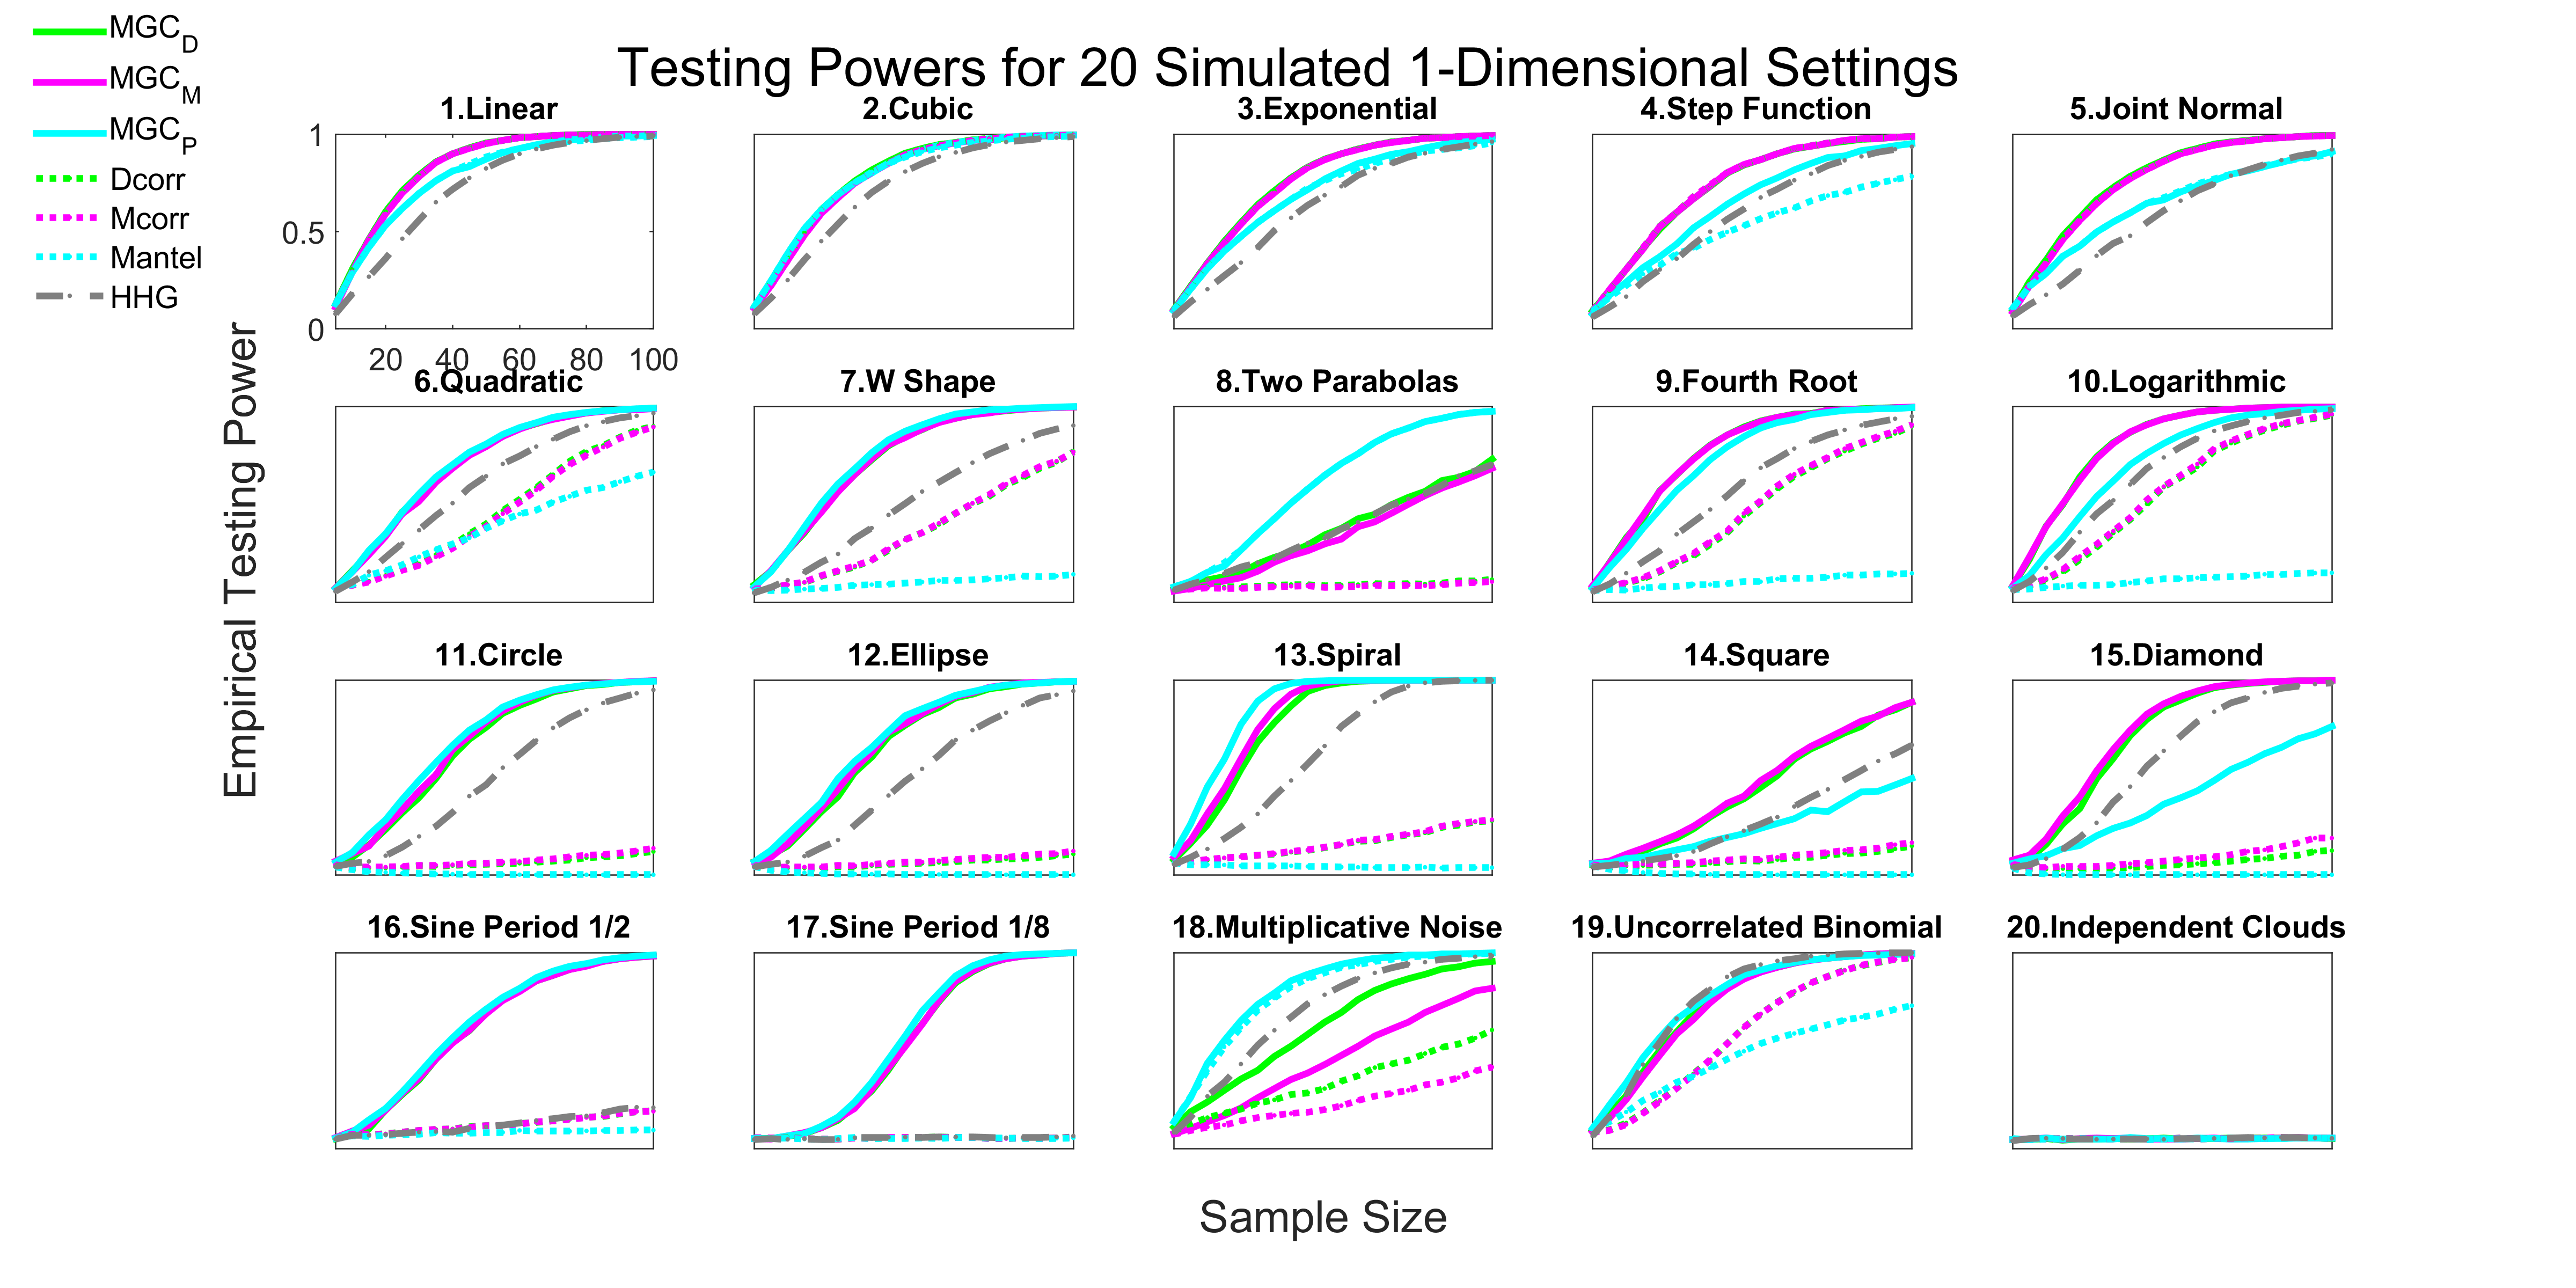 MGC_D
MGC_M
MGC_P
Dcorr
Mcorr
Mantel
HHG
Testing Powers for 20 Simulated 1-Dimensional Settings
1.Linear
2.Cubic
3.Exponential
4.Step Function
5.Joint Normal
1
0.5
0
20 40 60 80 100
Empirical Testing Power
6.Quadratic
7.W Shape
8.Two Parabolas
9.Fourth Root
10.Logarithmic
11.Circle
12.Ellipse
13.Spiral
14.Square
15.Diamond
16.Sine Period 1/2
17.Sine Period 1/8
18.Multiplicative Noise
19.Uncorrelated Binomial
20.Independent Clouds
Sample Size